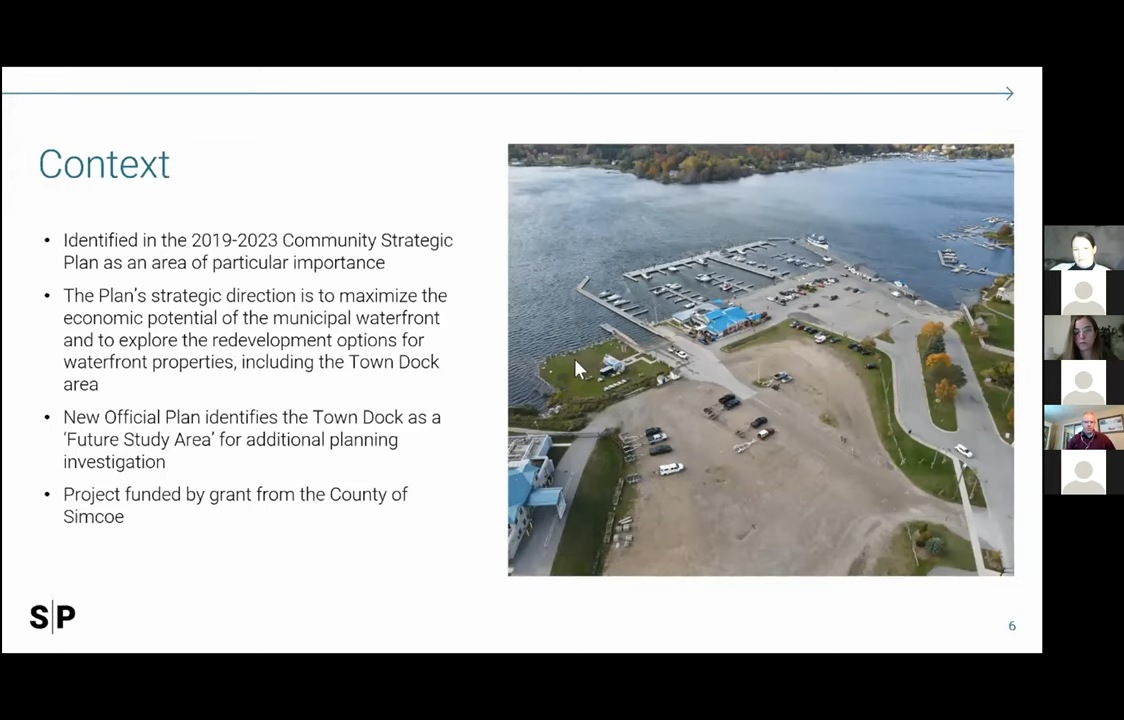 Context
• Identified in the 2019-2023 Community Strategic
Plan as an area of particular importance
• The Plan's strategic direction is to maximize the
economic potential of the municipal waterfront
and to explore the redevelopment options for
waterfront properties, including the Town Dock
area
• New Official Plan identifies the Town Dock as a
‘Future Study Area’ for additional planning
investigation
• Project funded by grant from the County of
Simcoe
S|P
6